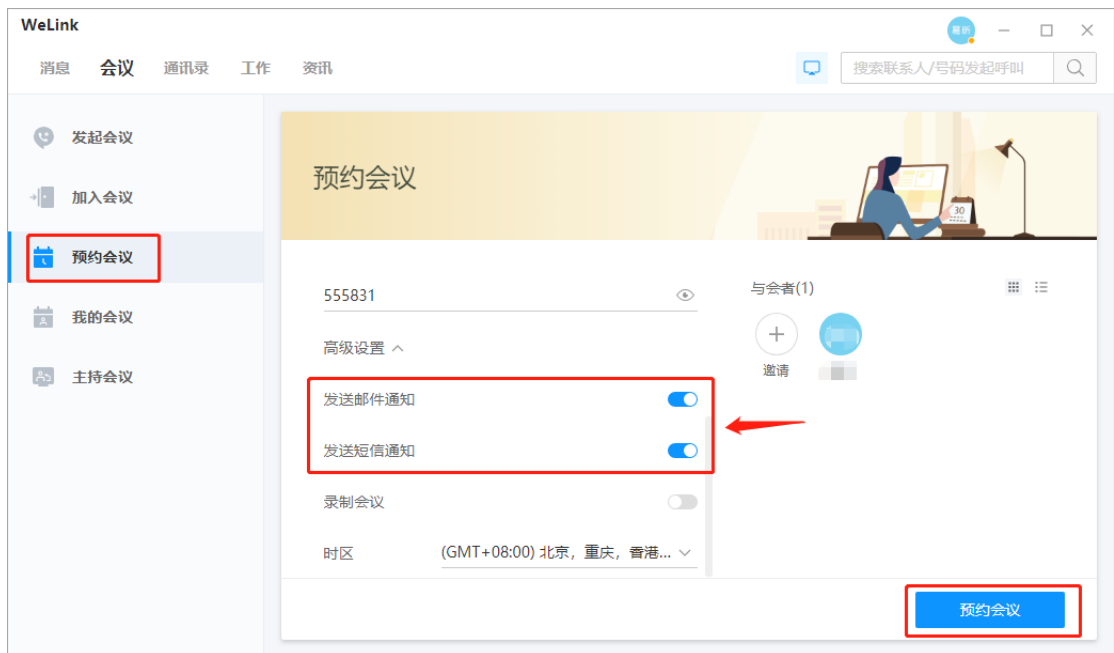 WeLink
消息 会议 通讯录 工作 资讯
搜索联系人/号码发起呼叫
发起会议
加入会议
预约会议
我的会议
主持会议
预约会议
30
555831
高级设置
发送邮件通知
发送短信通知
录制会议
时区 (GMT+08:00) 北京，重庆，香港...
与会者(1)
邀请
预约会议